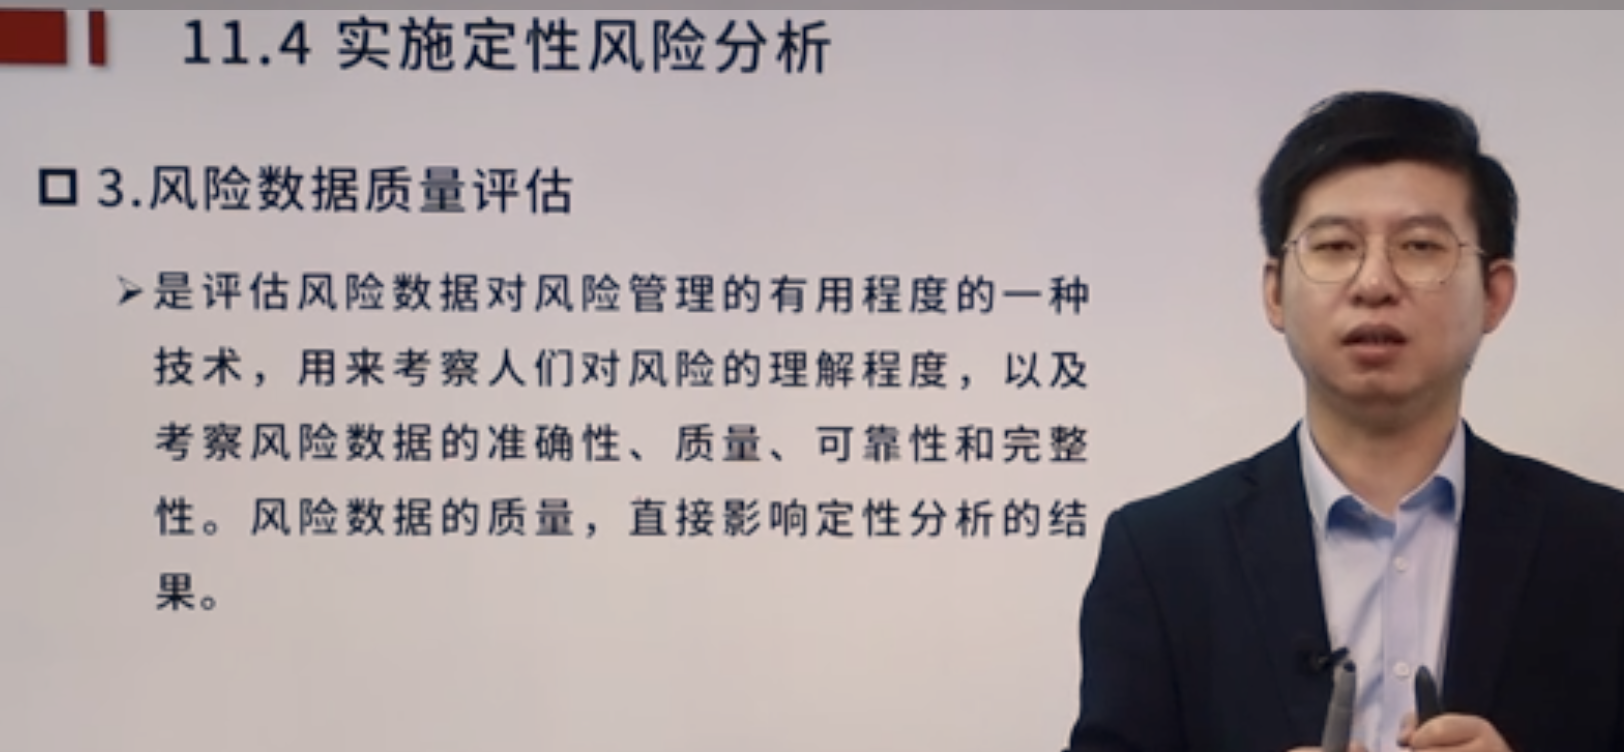 11.4 实施定性风险分析
3.风险数据质量评估
是评估风险数据对风险管理的有用程度的一种
技术，用来考察人们对风险的理解程度，以及
考察风险数据的准确性、质量、可靠性和完整
性。风险数据的质量，直接影响定性分析的结
果。